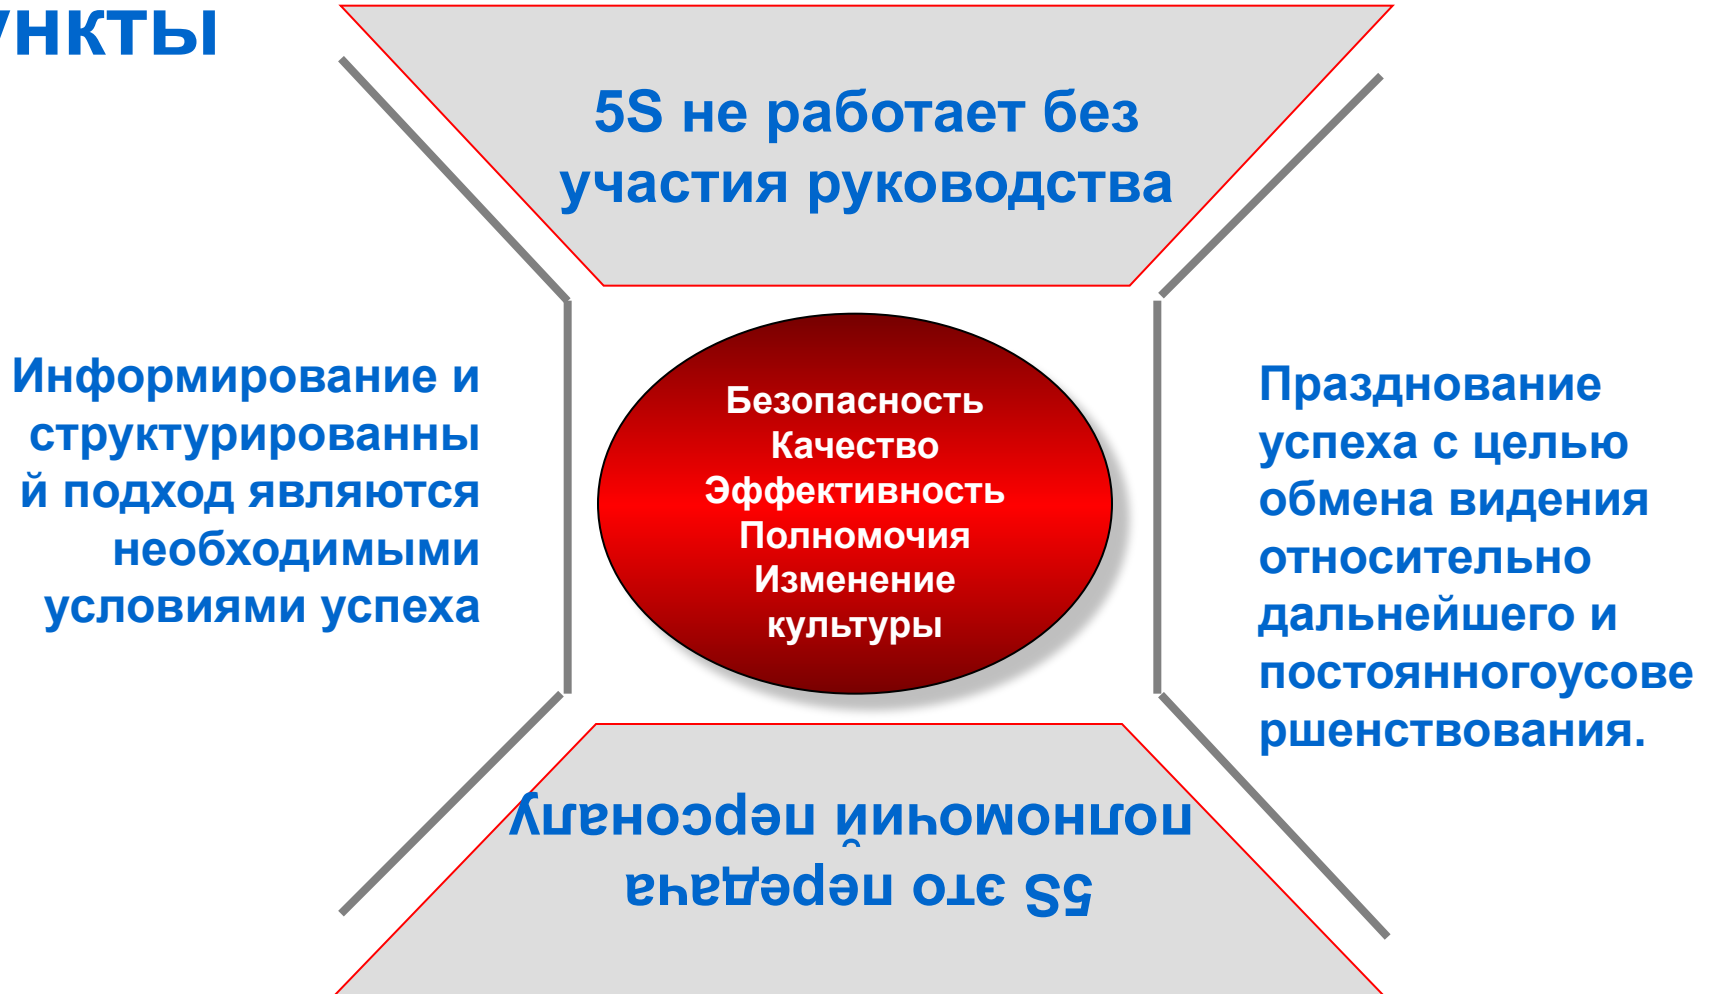 ункты
5S не работает без
участия руководства
Информирование и
структурированны
й подход являются
необходимыми
условиями успеха
Безопасность
Качество
Эффективность
Полномочия
Изменение
культуры
Празднование
успеха с целью
обмена видения
относительно
дальнейшего и
постоянногоусове
ршенствования.
5S это передача
полномочий персоналу